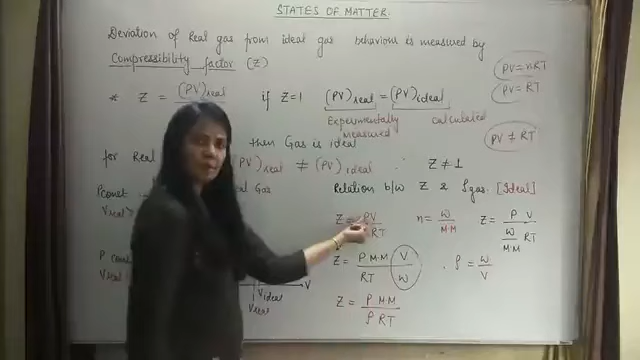 STATES OF MATTER
Deviation of Real gas from ideal gas behaviour is measured by
Compressibility factor (Z)
PV = nRT
PV = RT
* Z = (PV)real if Z=1 (PV)real = (PV)ideal
Experimentally measured
calculated
PV ≠ RT
then Gas is ideal
for Real (PV)real ≠ (PV)ideal ∴ Z ≠ 1
P const Gas
Vreal
Relation b/w Z & ρgas. [Ideal]
Z = PV / RT n = W / M·M Z = P V / W / M·M RT
P const
Vreal
Videal
Vreal
V
Z = P M·M / RT V / W ρ = W / V
Z = P M·M / ρ RT